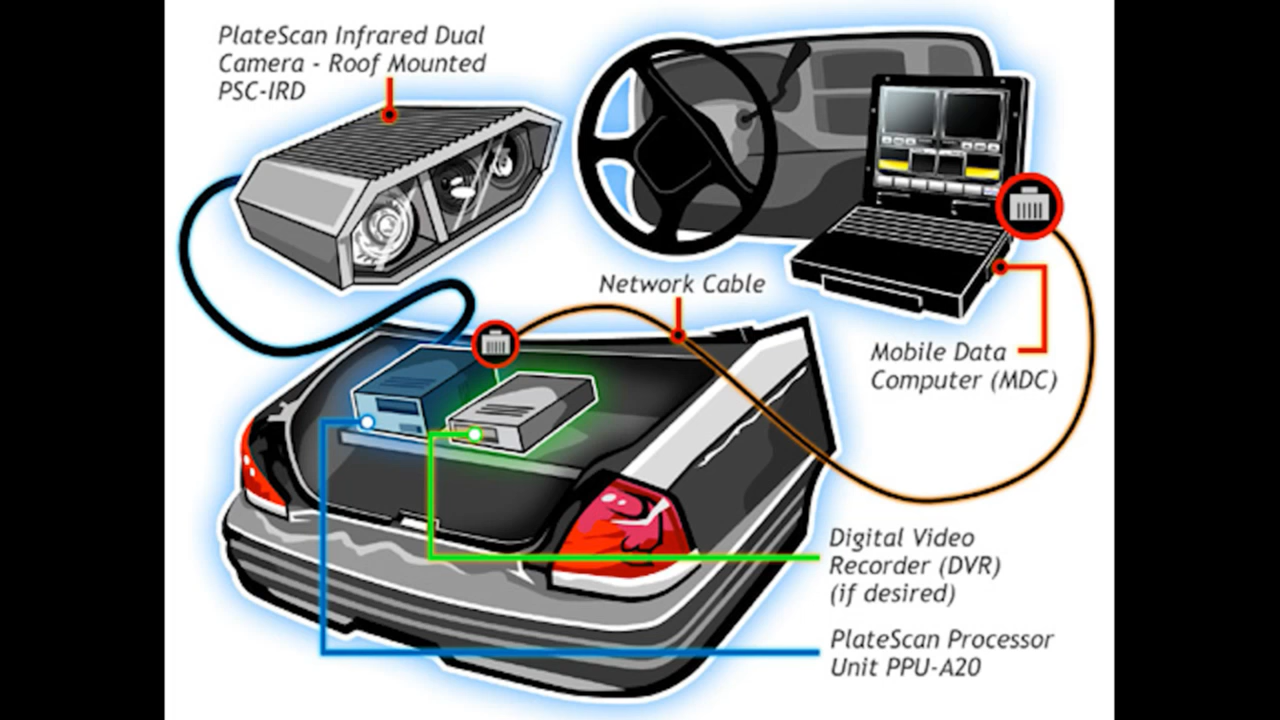 PlateScan Infrared Dual
Camera - Roof Mounted
PSC-IRD
Network Cable
Mobile Data
Computer (MDC)
Digital Video
Recorder (DVR)
(if desired)
PlateScan Processor
Unit PPU-A20